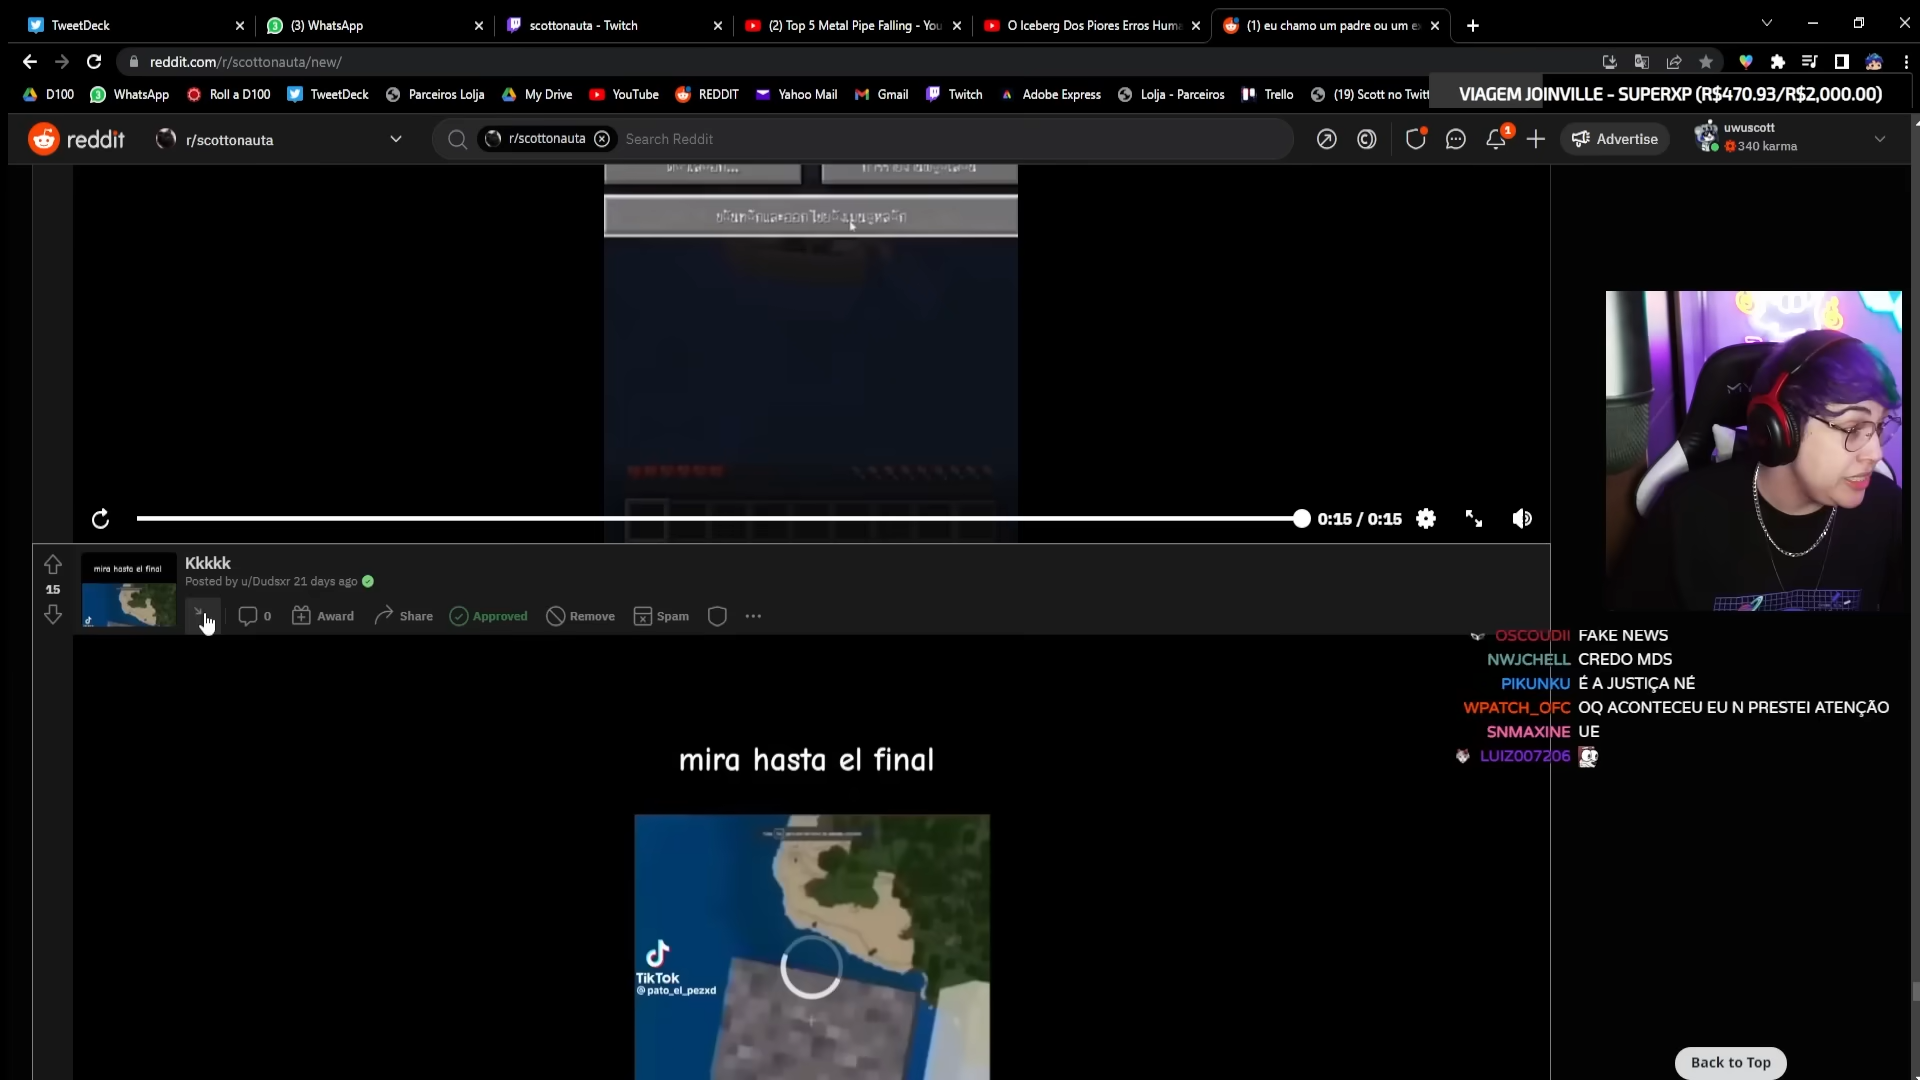 TweetDeck
(3) WhatsApp
scottonauta - Twitch
(2) Top 5 Metal Pipe Falling - You
O Iceberg Dos Piores Erros Huma
(1) eu chamo um padre ou um e
reddit.com/r/scottonauta/new/
D100
WhatsApp
Roll a D100
TweetDeck
Parceiros Lolja
My Drive
YouTube
REDDIT
Yahoo Mail
Gmail
Twitch
Adobe Express
Lolja - Parceiros
Trello
(19) Scott no Twitt
VIAGEM JOINVILLE - SUPERXP (R$470.93/R$2,000.00)
reddit
r/scottonauta
r/scottonauta
Search Reddit
1
Advertise
uwuscott
340 karma
0:15 / 0:15
15
mira hasta el final
Kkkkk
Posted by u/Dudsxr 21 days ago
0
Award
Share
Approved
Remove
Spam
mira hasta el final
TikTok
@pato_el_pezxd
OSCOUDII FAKE NEWS
NWJCHELL CREDO MDS
PIKUNKU É A JUSTIÇA NÉ
WPATCH_OFC OQ ACONTECEU EU N PRESTEI ATENÇÃO
SNMAXINE UE
LUIZ007206
Back to Top